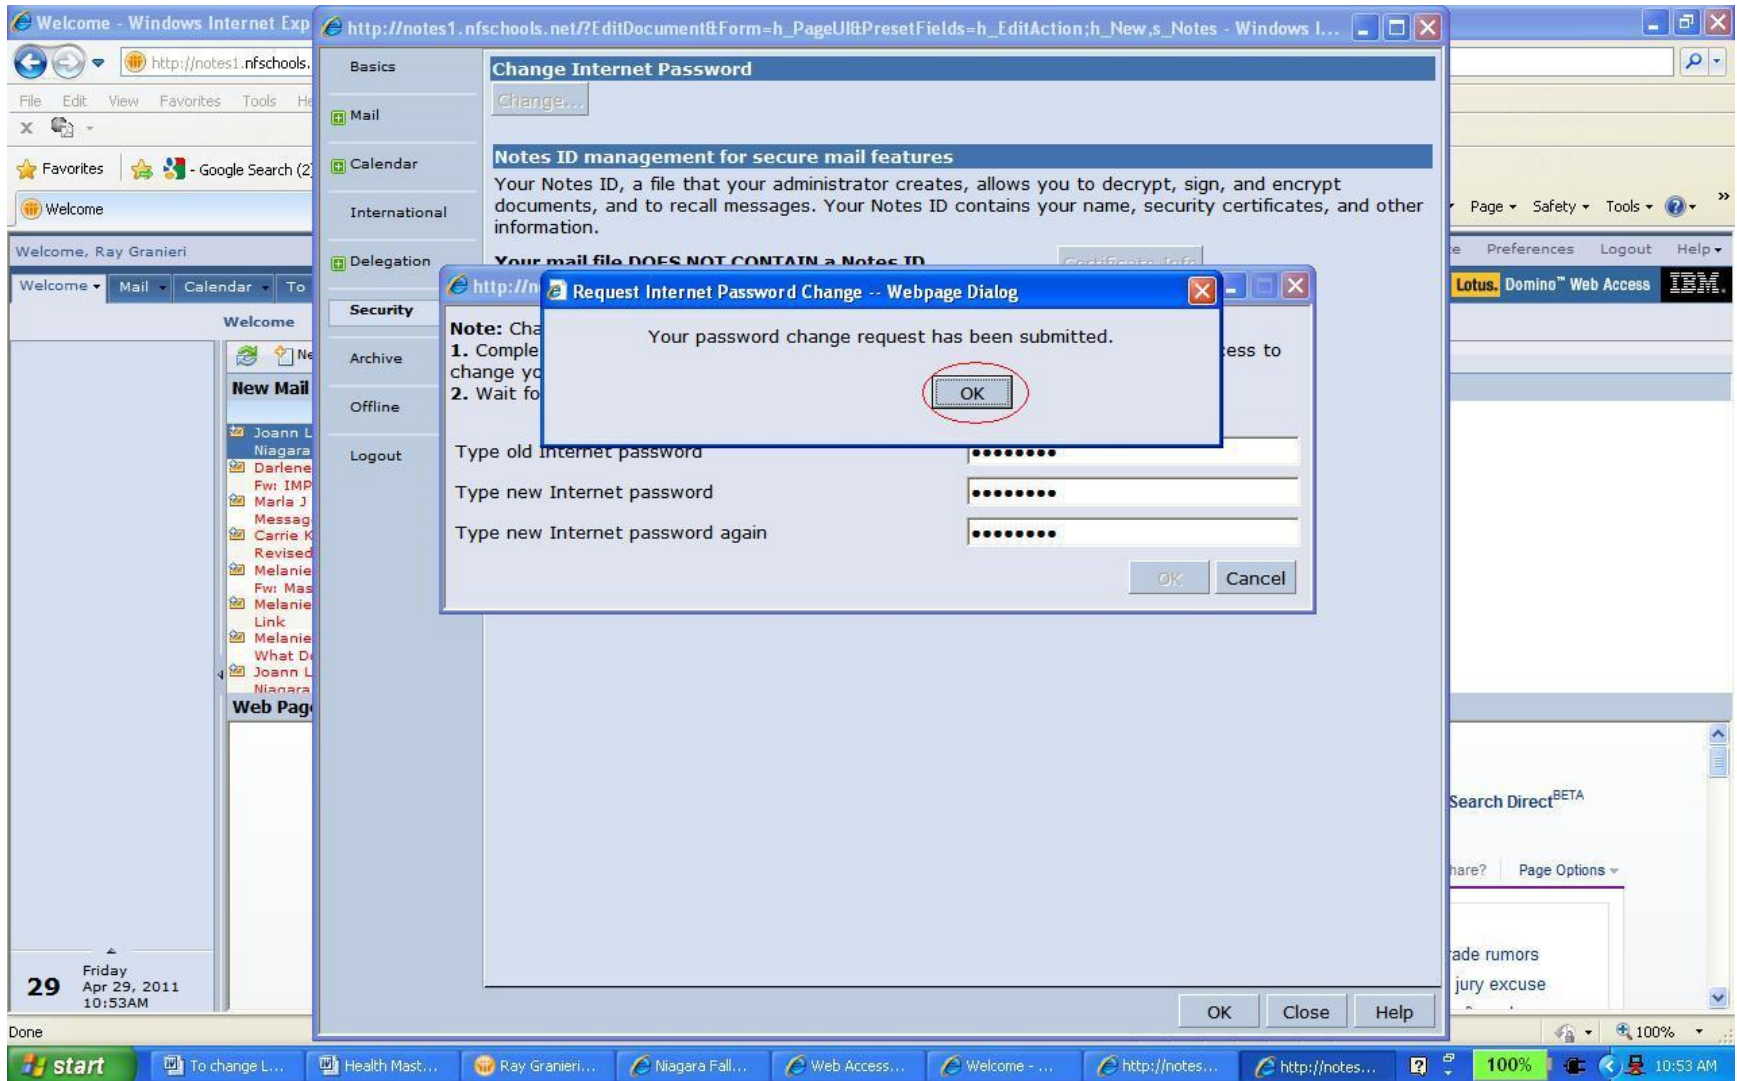 Welcome - Windows Internet Exp
http://notes1.nfschools.net/?EditDocument&Form=h_PageUI&PresetFields=h_EditAction;h_New,s_Notes - Windows I...
http://notes1.nfschools.
File Edit View Favorites Tools
x
Favorites
- Google Search (2)
Welcome
Page Safety Tools »
Welcome, Ray Granieri
Preferences Logout Help
Welcome Mail Calendar To
Lotus. Domino™ Web Access IBM.
Welcome
New Mail
Joann L
Niagara
Darlene
Fw: IMP
Marla J
Messag
Carrie K
Revised
Melanie
Fw: Mas
Melanie
Link
Melanie
What D
Joann L
Niagara
Web Pag
Basics
Mail
Calendar
International
Delegation
Security
Archive
Offline
Logout
Change Internet Password
Change...
Notes ID management for secure mail features
Your Notes ID, a file that your administrator creates, allows you to decrypt, sign, and encrypt
documents, and to recall messages. Your Notes ID contains your name, security certificates, and other
information.
Your mail file DOES NOT CONTAIN a Notes ID
Certificate Info
http://n
Request Internet Password Change -- Webpage Dialog
Your password change request has been submitted.
OK
Note: Cha
1. Comple ess to
change yo
2. Wait fo
Type old Internet password ●●●●●●●●
Type new Internet password ●●●●●●●●
Type new Internet password again ●●●●●●●●
OK Cancel
Search Direct BETA
hare? Page Options
rade rumors
jury excuse
29
Friday
Apr 29, 2011
10:53AM
OK Close Help
Done
100%
start To change L... Health Mast... Ray Granieri... Niagara Fall... Web Access... Welcome - ... http://notes... http://notes... 100% 10:53 AM